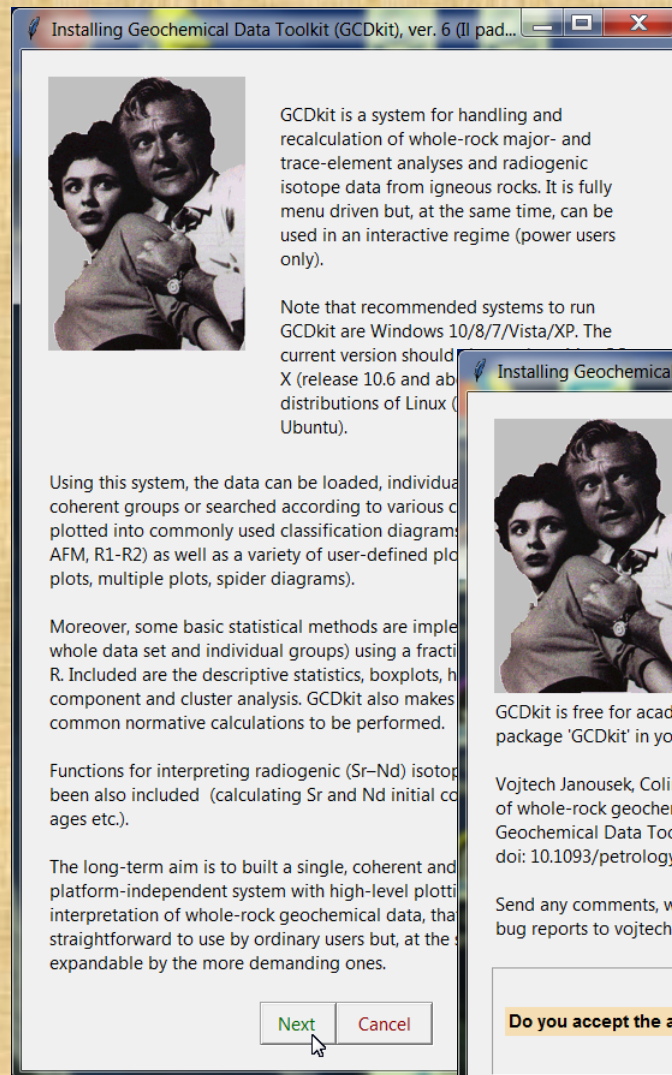 Installing Geochemical Data Toolkit (GCDkit), ver. 6 (Il pad...
GCDkit is a system for handling and
recalculation of whole-rock major- and
trace-element analyses and radiogenic
isotope data from igneous rocks. It is fully
menu driven but, at the same time, can be
used in an interactive regime (power users
only).
Note that recommended systems to run
GCDkit are Windows 10/8/7/Vista/XP. The
current version should
X (release 10.6 and ab
distributions of Linux (
Ubuntu).
Using this system, the data can be loaded, individua
coherent groups or searched according to various c
plotted into commonly used classification diagrams
AFM, R1-R2) as well as a variety of user-defined plo
plots, multiple plots, spider diagrams).
Moreover, some basic statistical methods are imple
whole data set and individual groups) using a fracti
R. Included are the descriptive statistics, boxplots, h
component and cluster analysis. GCDkit also makes
common normative calculations to be performed.
Functions for interpreting radiogenic (Sr–Nd) isotop
been also included (calculating Sr and Nd initial co
ages etc.).
The long-term aim is to built a single, coherent and
platform-independent system with high-level plotti
interpretation of whole-rock geochemical data, tha
straightforward to use by ordinary users but, at the s
expandable by the more demanding ones.
Next Cancel
Installing Geochemica
GCDkit is free for acad
package 'GCDkit' in yo
Vojtech Janousek, Coli
of whole-rock geocher
Geochemical Data Too
doi: 10.1093/petrology
Send any comments, w
bug reports to vojtech
Do you accept the a